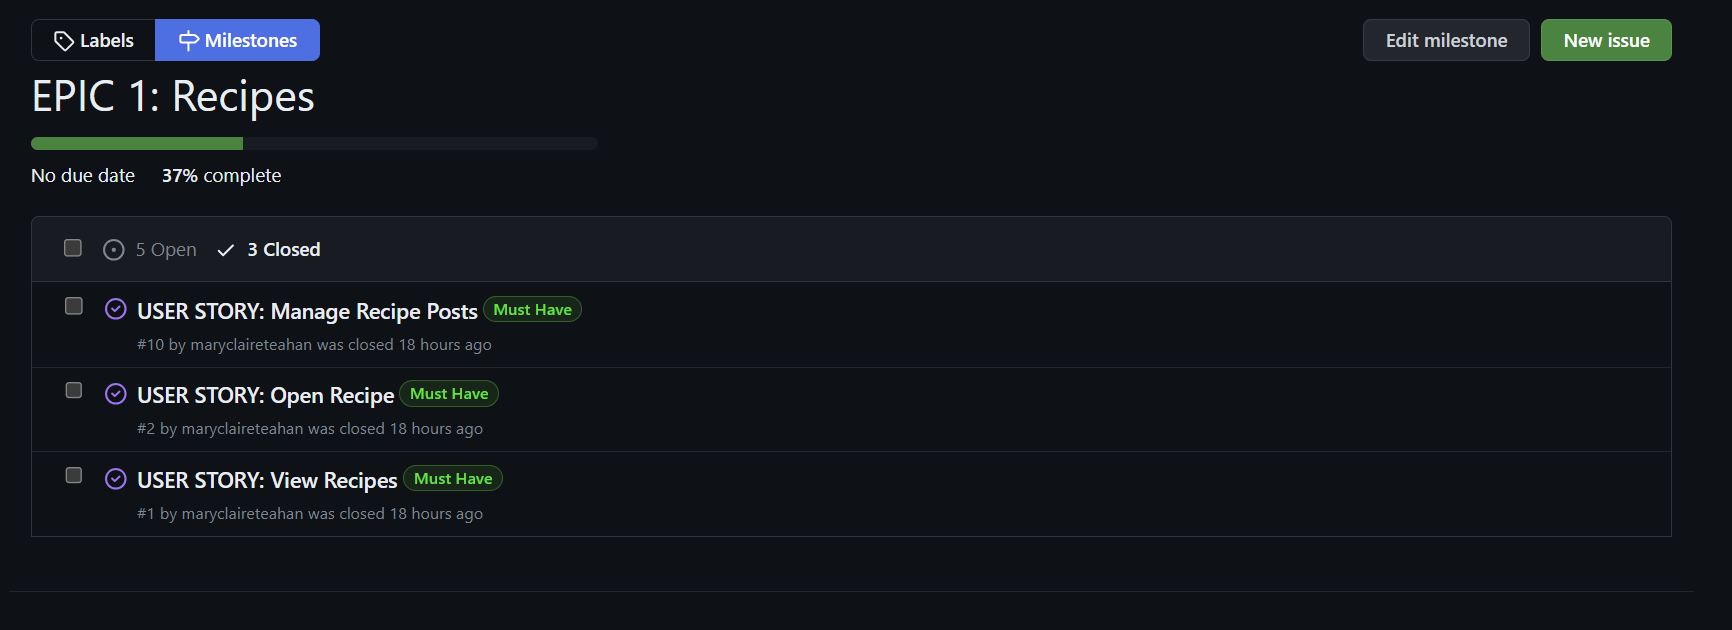 Labels Milestones Edit milestone New issue
EPIC 1: Recipes
No due date 37% complete
5 Open 3 Closed
USER STORY: Manage Recipe Posts Must Have
#10 by maryclaireteahan was closed 18 hours ago
USER STORY: Open Recipe Must Have
#2 by maryclaireteahan was closed 18 hours ago
USER STORY: View Recipes Must Have
#1 by maryclaireteahan was closed 18 hours ago